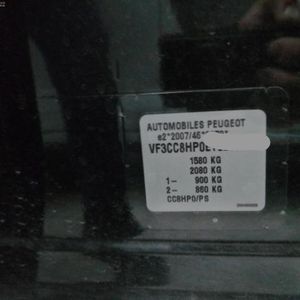 AUTOMOBILES PEUGEOT
e2*2007/46*
VF3CC8HP0
1580 KG
2080 KG
1- 900 KG
2- 860 KG
CC8HP0/PS